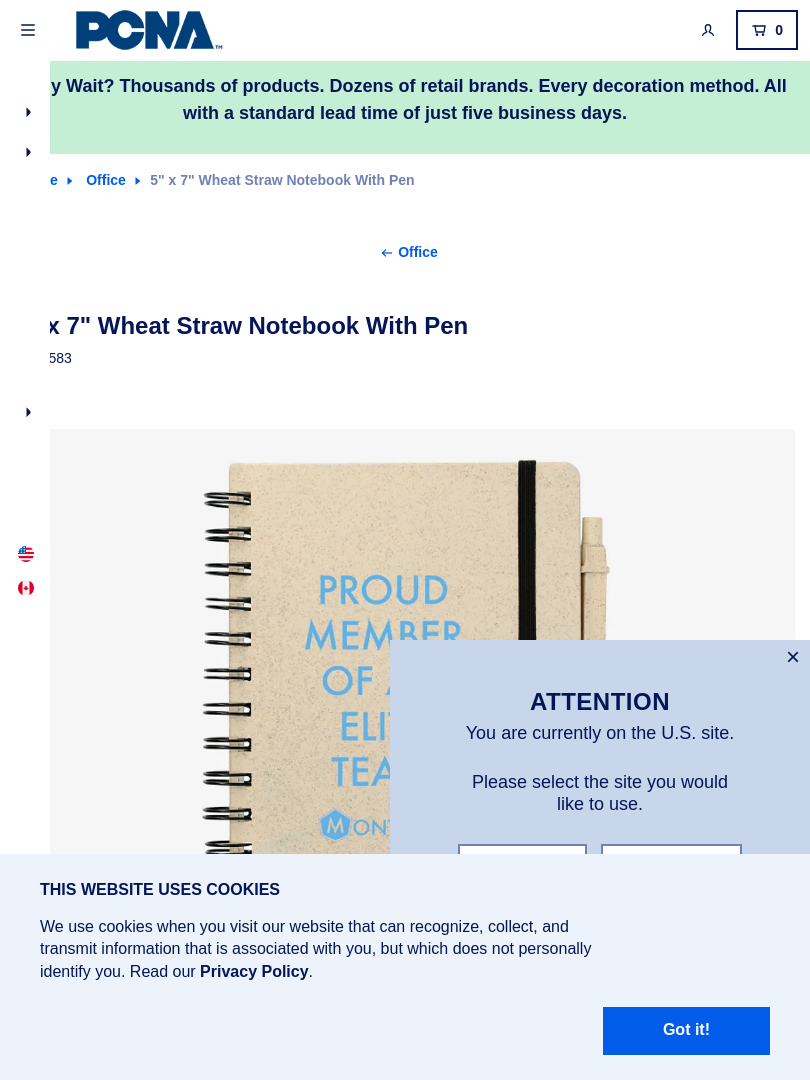 PCNA™
0
y Wait? Thousands of products. Dozens of retail brands. Every decoration method. All
with a standard lead time of just five business days.
e Office 5" x 7" Wheat Straw Notebook With Pen
← Office
x 7" Wheat Straw Notebook With Pen
583
PROUD
MEMBER
OF
TEA
MONT
ATTENTION
You are currently on the U.S. site.
Please select the site you would
like to use.
THIS WEBSITE USES COOKIES
We use cookies when you visit our website that can recognize, collect, and
transmit information that is associated with you, but which does not personally
identify you. Read our Privacy Policy.
Got it!